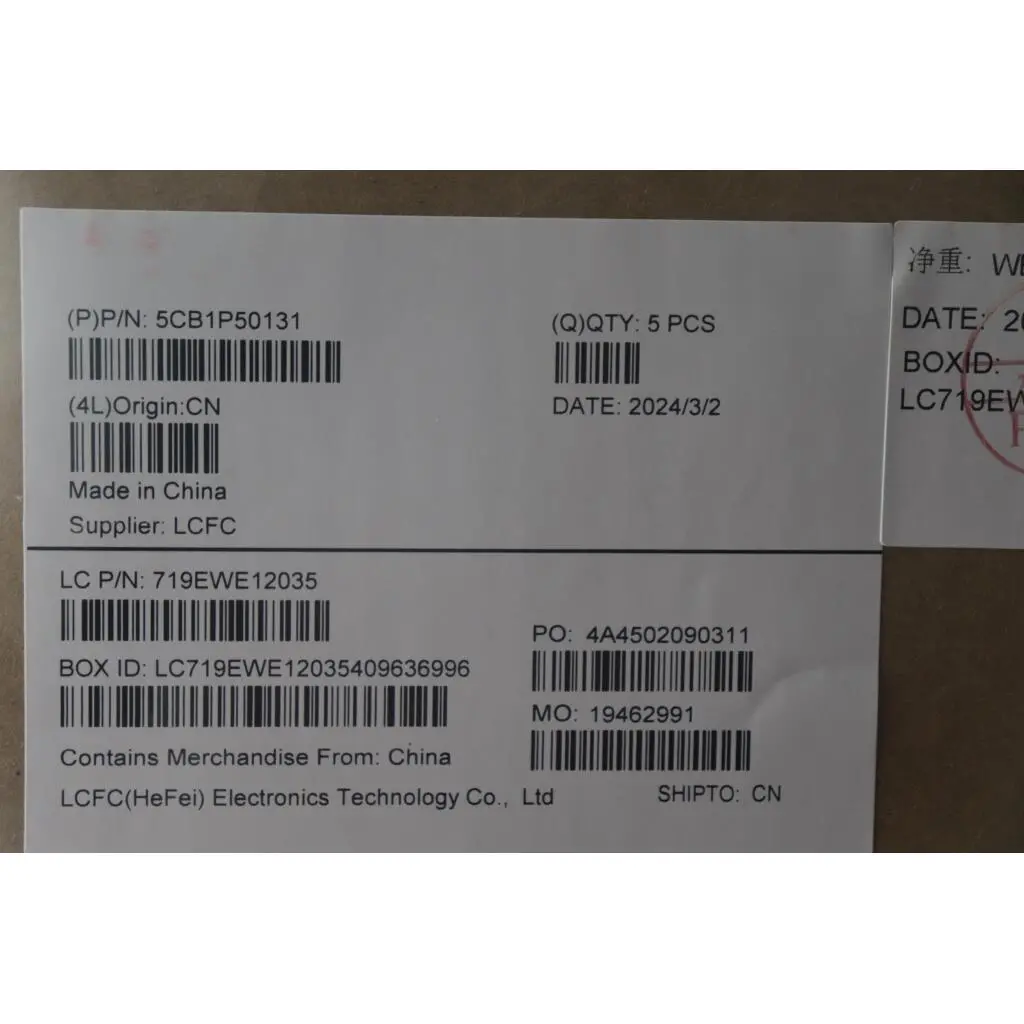 (P)P/N: 5CB1P50131
(Q)QTY: 5 PCS
(4L)Origin:CN
DATE: 2024/3/2
Made in China
Supplier: LCFC
LC P/N: 719EWE12035
PO: 4A4502090311
BOX ID: LC719EWE12035409636996
MO: 19462991
Contains Merchandise From: China
LCFC(HeFei) Electronics Technology Co., Ltd
SHIPTO: CN
净重:
DATE: 20
BOXID:
LC719EW